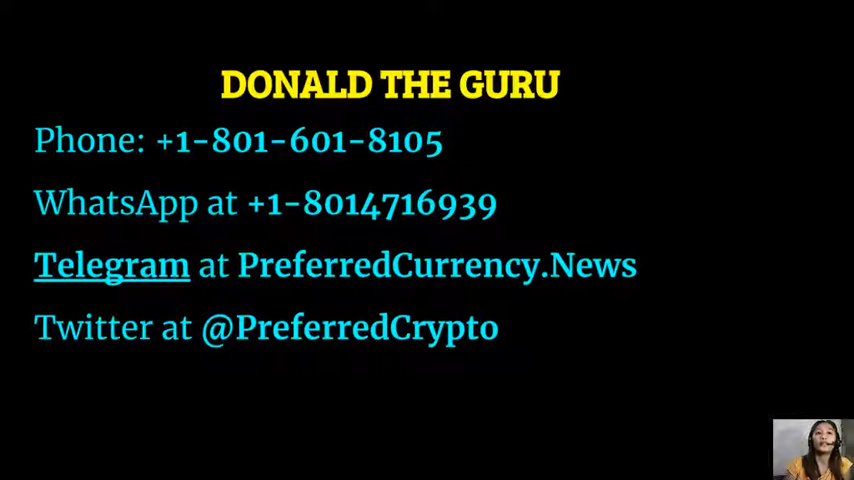 DONALD THE GURU
Phone: +1-801-601-8105
WhatsApp at +1-8014716939
Telegram at PreferredCurrency.News
Twitter at @PreferredCrypto